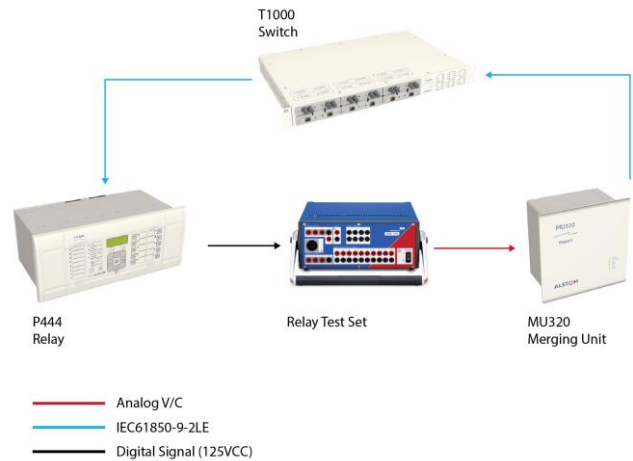 T1000
Switch
P444
Relay
Relay Test Set
MU320
Reason
ALSTOM
MU320
Merging Unit
Analog V/C
IEC61850-9-2LE
Digital Signal (125VCC)